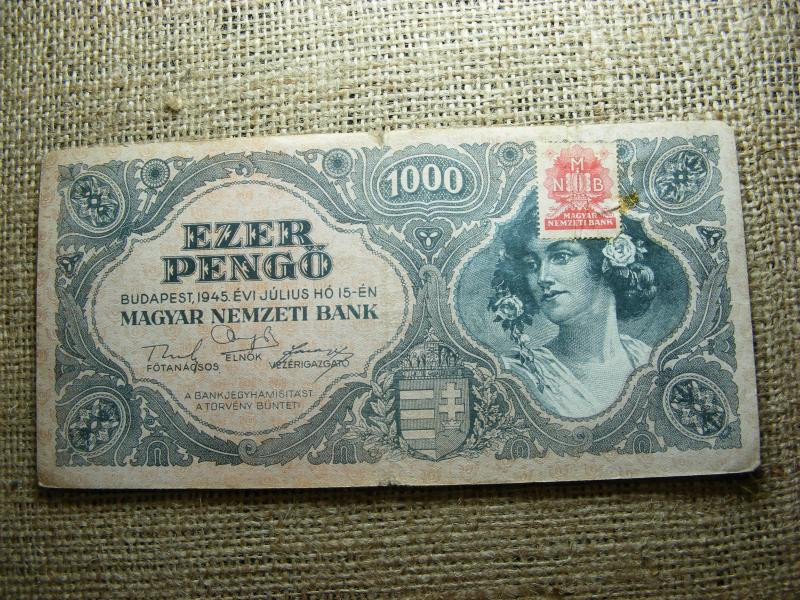 1000
EZER
PENGŐ
BUDAPEST, 1945. ÉVI JÚLIUS HÓ 15-ÉN
MAGYAR NEMZETI BANK
FŐTANÁCSOS
ELNÖK
VEZÉRIGAZGATÓ
A BANKJEGYHAMISÍTÁST
A TÖRVÉNY BÜNTETI
M
N B
MAGYAR
NEMZETI BANK